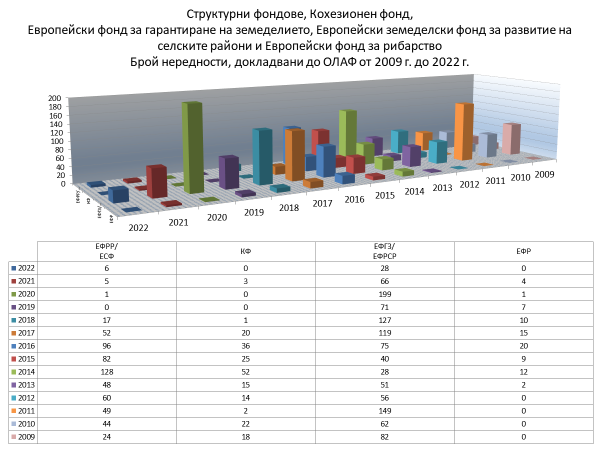 Структурни фондове, Кохезионен фонд,
Европейски фонд за гарантиране на земеделието, Европейски земеделски фонд за развитие на
селските райони и Европейски фонд за рибарство
Брой нередности, докладвани до ОЛАФ от 2009 г. до 2022 г.
200
180
160
140
120
100
80
60
40
20
0
2022 2021 2020 2019 2018 2017 2016 2015 2014 2013 2012 2011 2010 2009
ЕФРР/ ЕСФ КФ ЕФГЗ/ ЕФРСР ЕФР
2022 6 0 28 0
2021 5 3 66 4
2020 1 0 199 1
2019 0 0 71 7
2018 17 1 127 10
2017 52 20 119 15
2016 96 36 75 20
2015 82 25 40 9
2014 128 52 28 12
2013 48 15 51 2
2012 60 14 56 0
2011 49 2 149 0
2010 44 22 62 0
2009 24 18 82 0